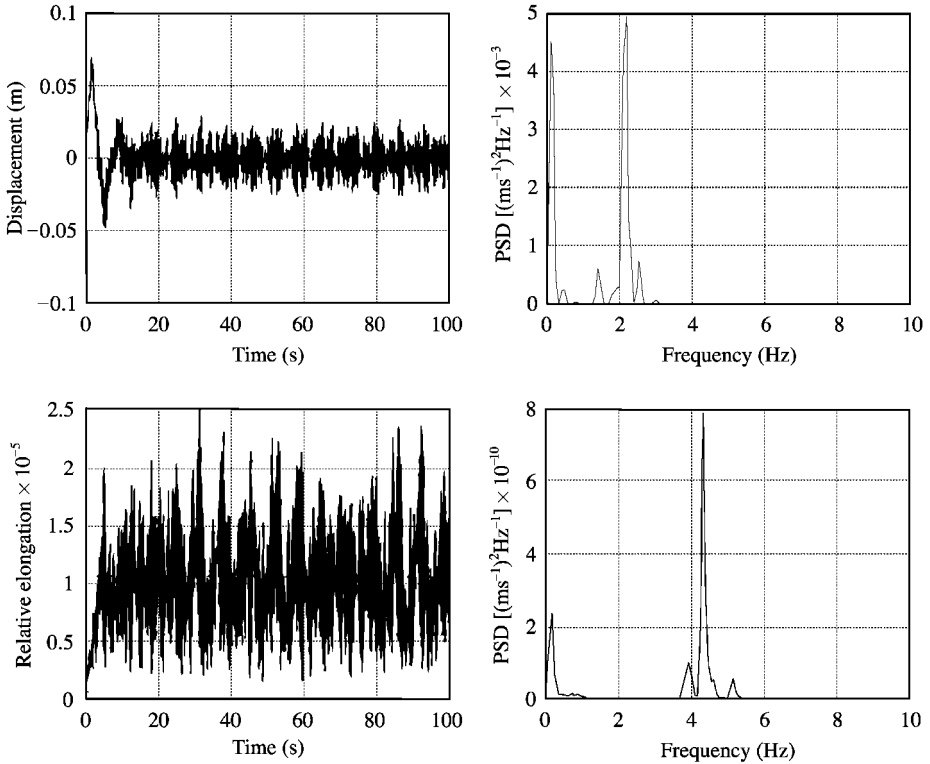 0.1
0.05
0
−0.05
−0.1
Displacement (m)
0 20 40 60 80 100
Time (s)
5
4
3
2
1
0
PSD [(ms⁻¹)²Hz⁻¹] × 10⁻³
0 2 4 6 8 10
Frequency (Hz)
2.5
2
1.5
1
0.5
0
Relative elongation × 10⁻⁵
0 20 40 60 80 100
Time (s)
8
6
4
2
0
PSD [(ms⁻¹)²Hz⁻¹] × 10⁻¹⁰
0 2 4 6 8 10
Frequency (Hz)